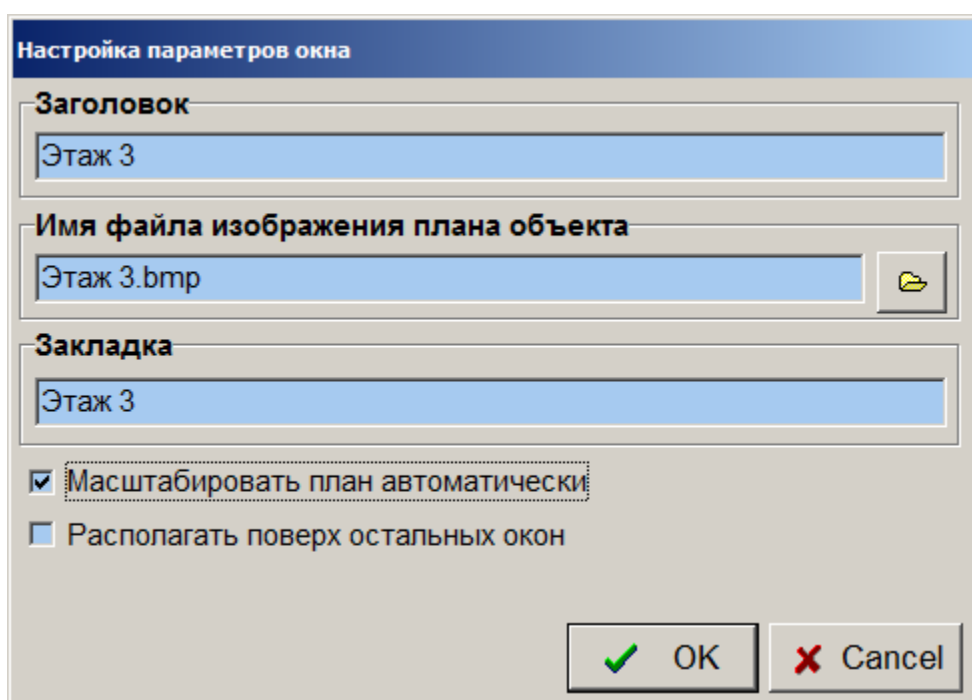 Настройка параметров окна
Заголовок
Этаж 3
Имя файла изображения плана объекта
Этаж 3.bmp
Закладка
Этаж 3
Масштабировать план автоматически
Располагать поверх остальных окон
OK
Cancel